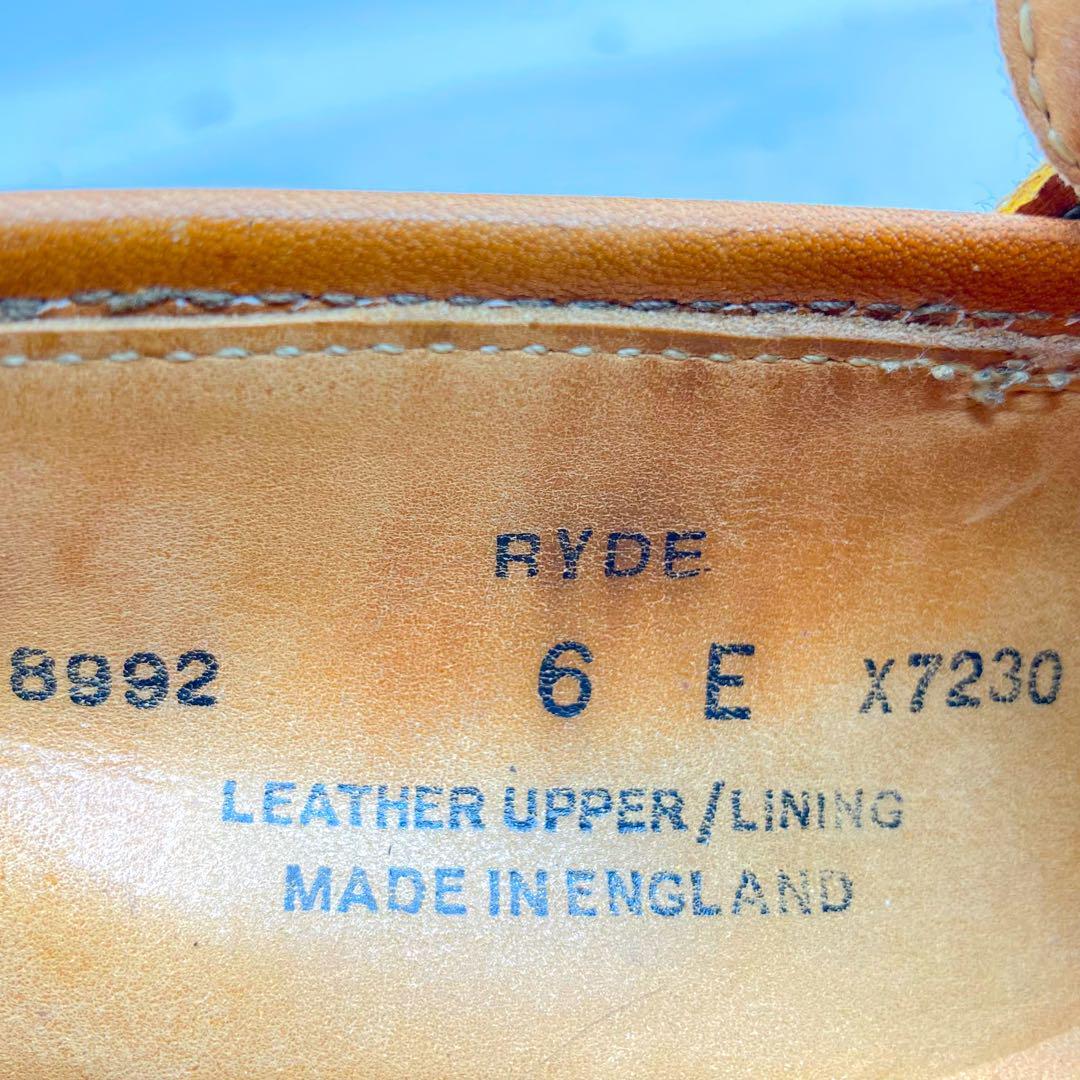 RYDE
8992 6 E X7230
LEATHER UPPER/LINING
MADE IN ENGLAND